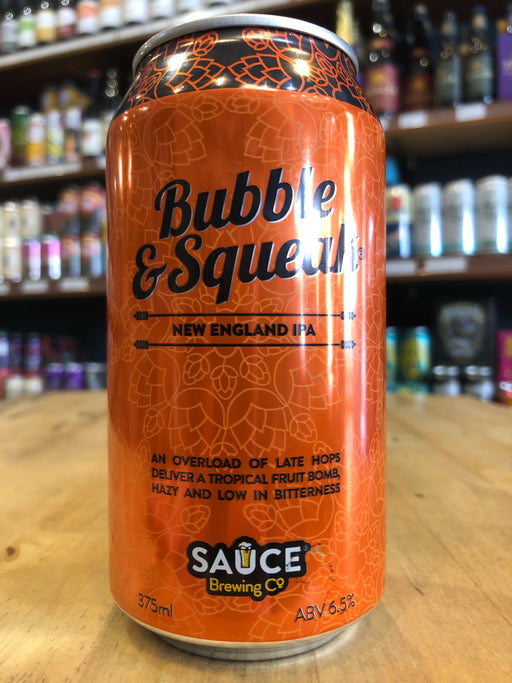 Bubble
& Squeak®
NEW ENGLAND IPA
AN OVERLOAD OF LATE HOPS
DELIVER A TROPICAL FRUIT BOMB,
HAZY AND LOW IN BITTERNESS
SAUCE®
Brewing Co
375ml
ABV 6.5%